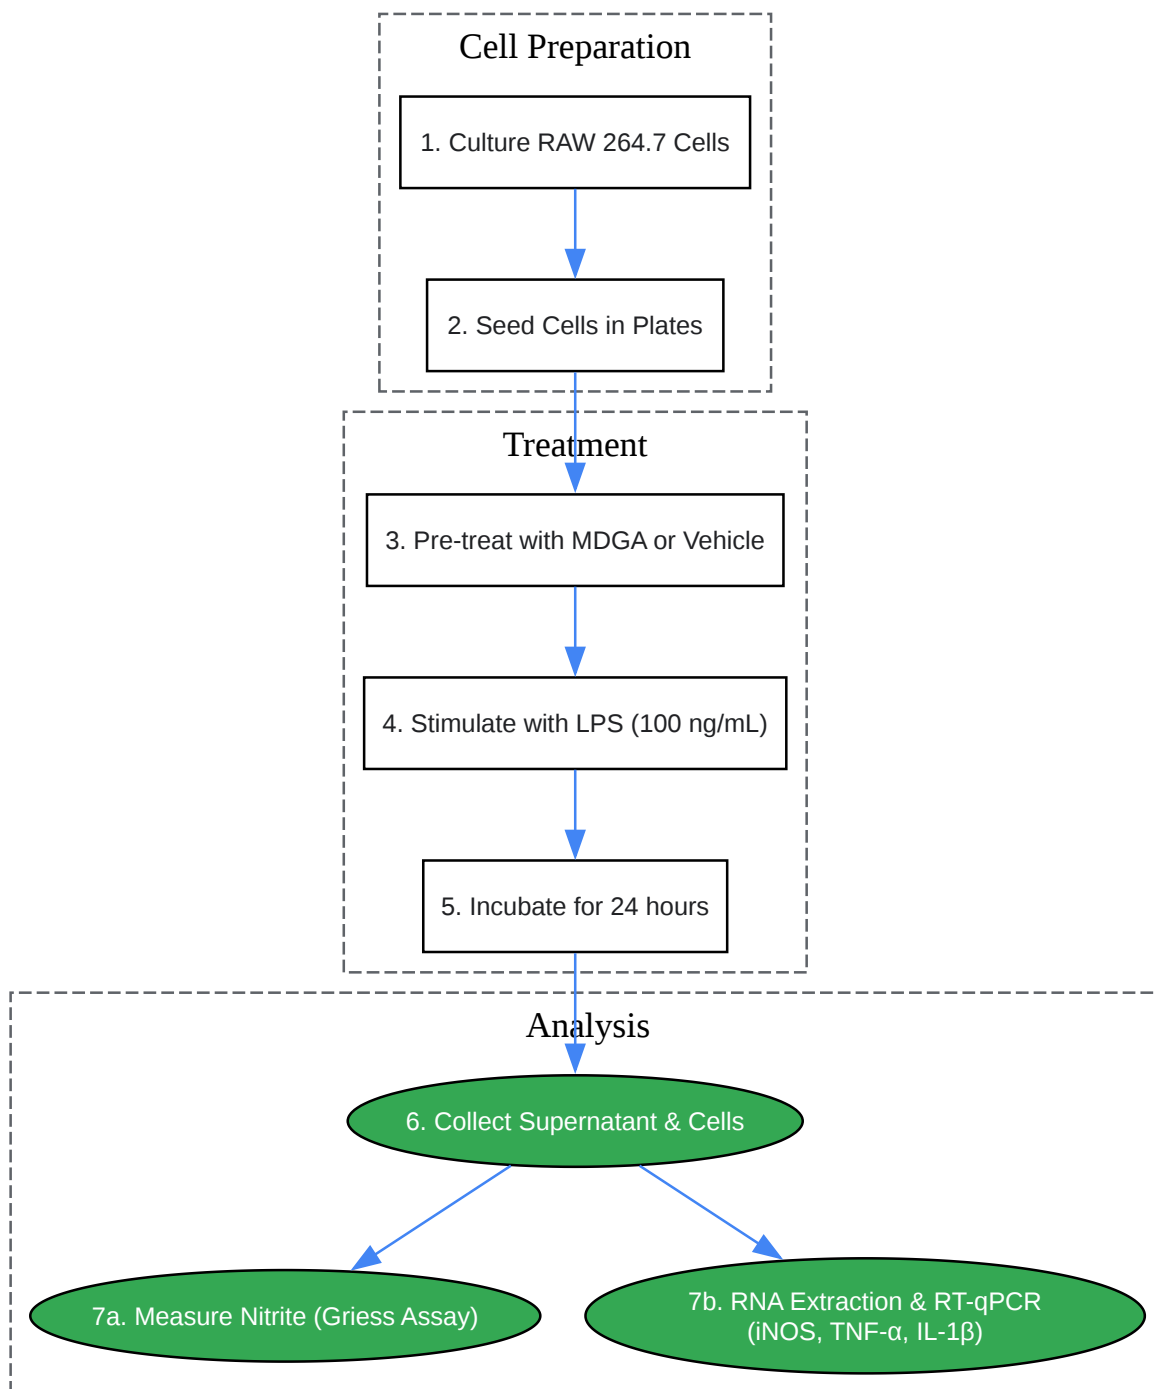 Cell Preparation
1. Culture RAW 264.7 Cells
2. Seed Cells in Plates
Treatment
3. Pre-treat with MDGA or Vehicle
4. Stimulate with LPS (100 ng/mL)
5. Incubate for 24 hours
Analysis
6. Collect Supernatant & Cells
7a. Measure Nitrite (Griess Assay)
7b. RNA Extraction & RT-qPCR
(iNOS, TNF-α, IL-1β)